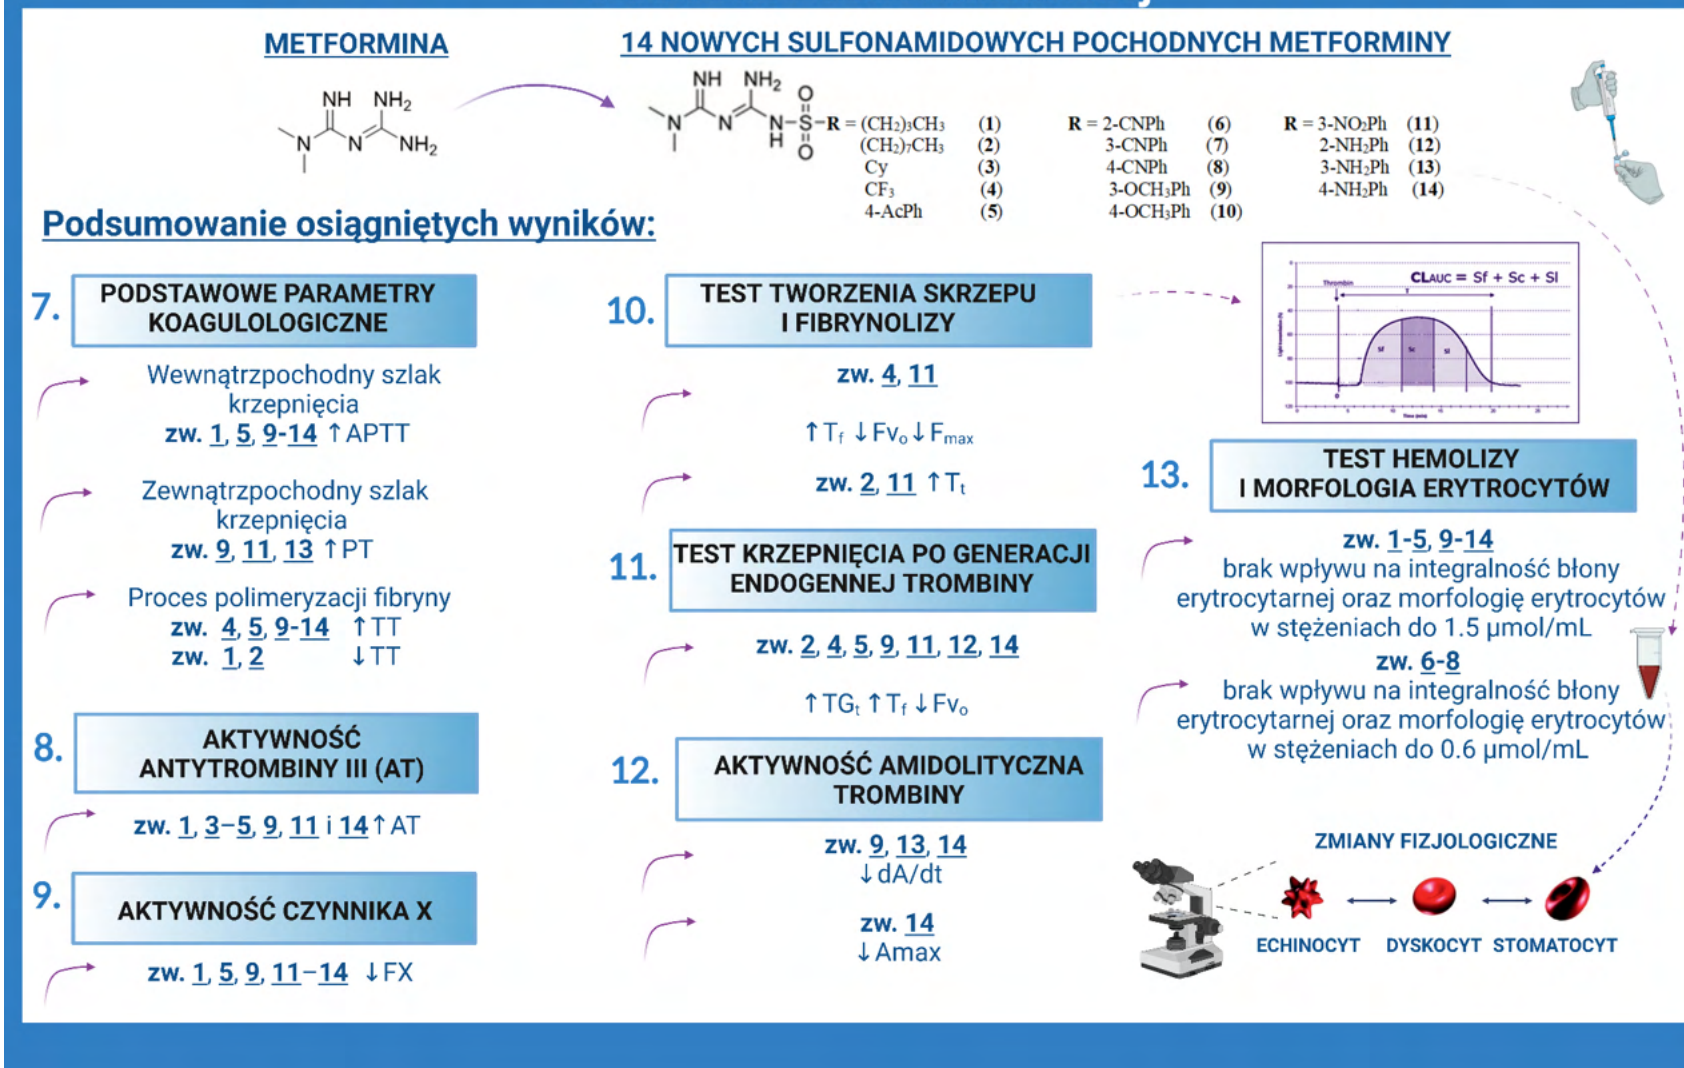 METFORMINA
14 NOWYCH SULFONAMIDOWYCH POCHODNYCH METFORMINY
NH NH₂
N N NH₂
NH NH₂
N N N H S O O
R = (CH₂)₃CH₃ (1)
(CH₂)₇CH₃ (2)
Cy (3)
CF₃ (4)
4-AcPh (5)
R = 2-CNPh (6)
3-CNPh (7)
4-CNPh (8)
3-OCH₃Ph (9)
4-OCH₃Ph (10)
R = 3-NO₂Ph (11)
2-NH₂Ph (12)
3-NH₂Ph (13)
4-NH₂Ph (14)
Podsumowanie osiągniętych wyników:
7. PODSTAWOWE PARAMETRY
KOAGULOLOGICZNE
Wewnątrzpochodny szlak
krzepnięcia
zw. 1, 5, 9-14 ↑APTT
Zewnątrzpochodny szlak
krzepnięcia
zw. 9, 11, 13 ↑PT
Proces polimeryzacji fibryny
zw. 4, 5, 9-14 ↑TT
zw. 1, 2 ↓TT
8. AKTYWNOŚĆ
ANTYTROMBINY III (AT)
zw. 1, 3–5, 9, 11 i 14↑AT
9. AKTYWNOŚĆ CZYNNIKA X
zw. 1, 5, 9, 11–14 ↓FX
10. TEST TWORZENIA SKRZEPU
I FIBRYNOLIZY
zw. 4, 11
↑Tf ↓Fvo↓Fmax
zw. 2, 11 ↑Tt
11. TEST KRZEPNIĘCIA PO GENERACJI
ENDOGENNEJ TROMBINY
zw. 2, 4, 5, 9, 11, 12, 14
↑TGt ↑Tf ↓Fvo
12. AKTYWNOŚĆ AMIDOLITYCZNA
TROMBINY
zw. 9, 13, 14
↓dA/dt
zw. 14
↓Amax
CLAUC = Sf + Sc + Sl
Thrombin
T
Sf Sc Sl
Time (min)
13. TEST HEMOLIZY
I MORFOLOGIA ERYTROCYTÓW
zw. 1-5, 9-14
brak wpływu na integralność błony
erytrocytarnej oraz morfologię erytrocytów
w stężeniach do 1.5 µmol/mL
zw. 6-8
brak wpływu na integralność błony
erytrocytarnej oraz morfologię erytrocytów
w stężeniach do 0.6 µmol/mL
ZMIANY FIZJOLOGICZNE
ECHINOCYT DYSKOCYT STOMATOCYT